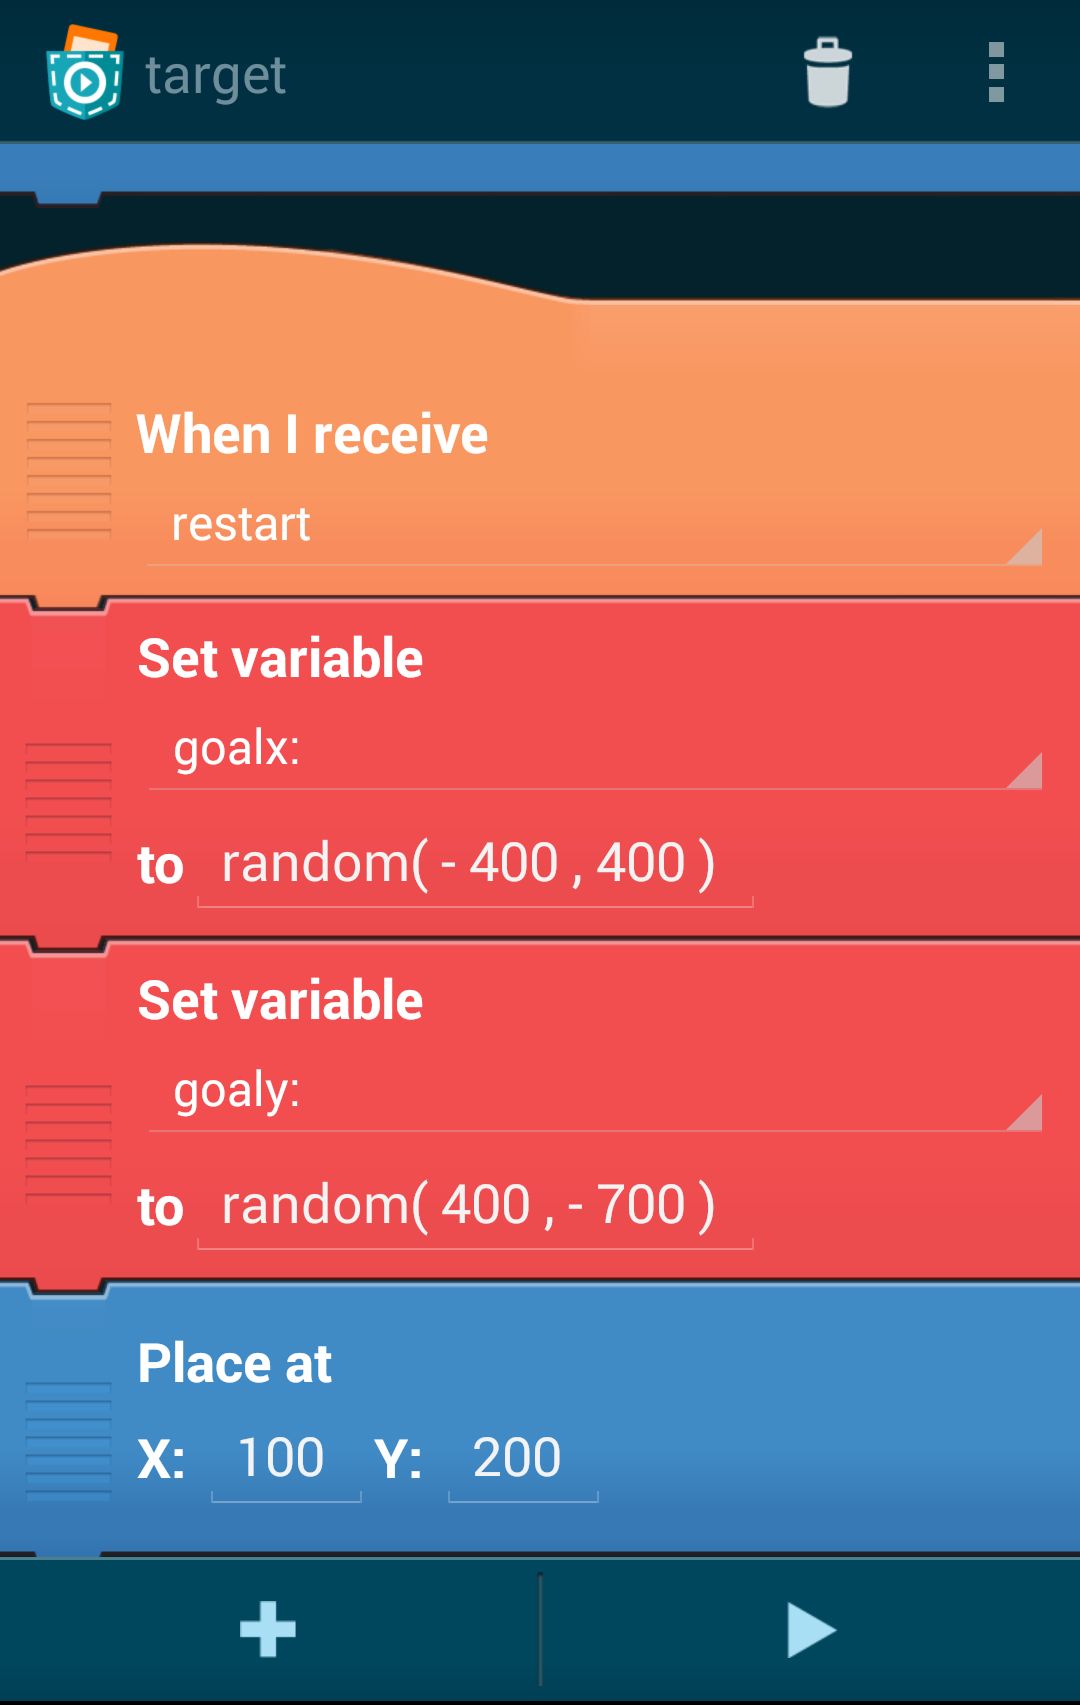 target
When I receive
restart
Set variable
goalx:
to random( - 400 , 400 )
Set variable
goaly:
to random( 400 , - 700 )
Place at
X: 100 Y: 200